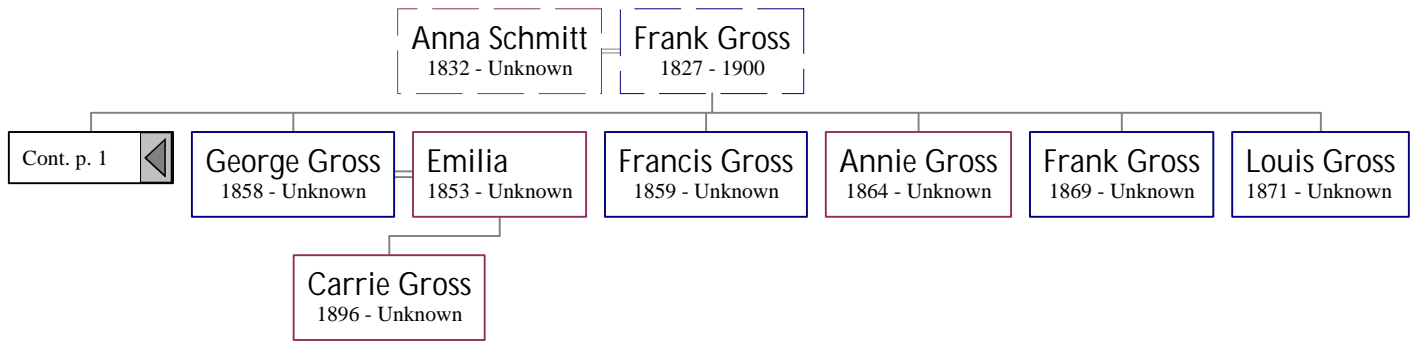 Anna Schmitt
1832 - Unknown
Frank Gross
1827 - 1900
Cont. p. 1
George Gross
1858 - Unknown
Emilia
1853 - Unknown
Francis Gross
1859 - Unknown
Annie Gross
1864 - Unknown
Frank Gross
1869 - Unknown
Louis Gross
1871 - Unknown
Carrie Gross
1896 - Unknown